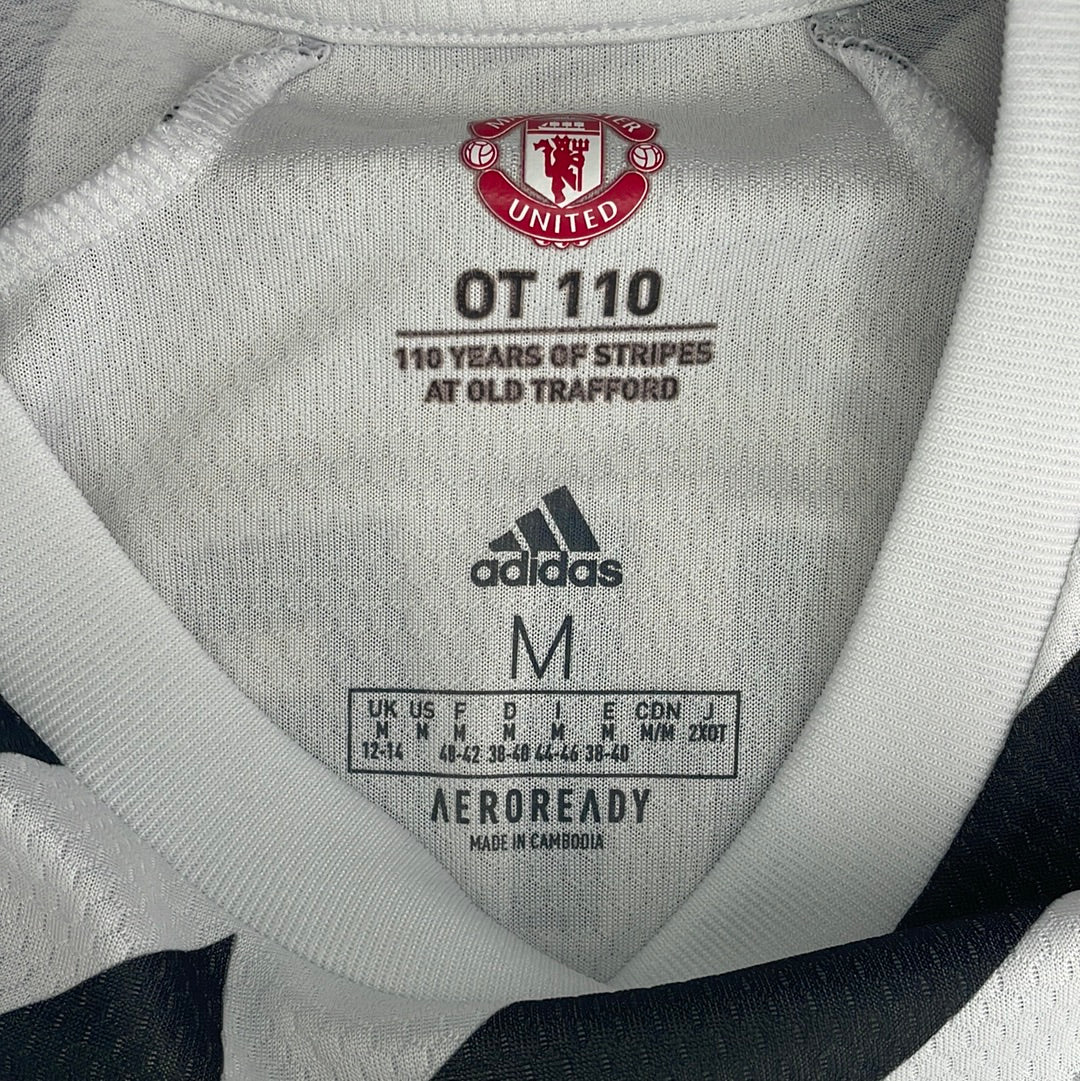 MANCHESTER
UNITED
OT 110
110 YEARS OF STRIPES
AT OLD TRAFFORD
adidas
M
UK US F D I E CDN J
M M M M M M M/M 2XOT
12-14 40-42 38-40 44-46 38-40
AEROREADY
MADE IN CAMBODIA